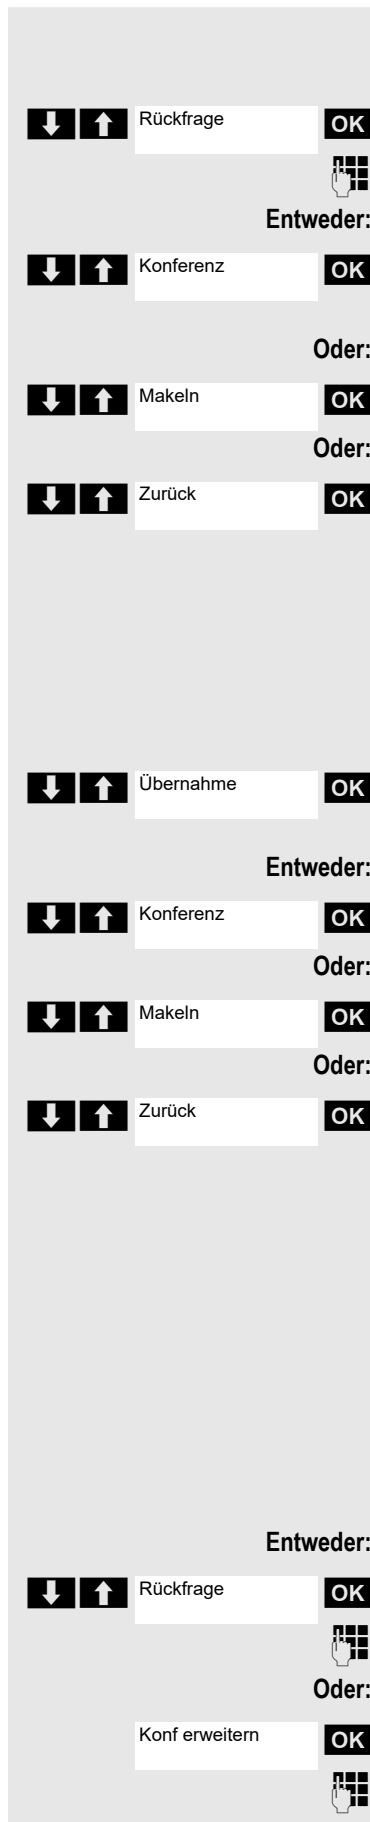 Rückfrage OK
Entweder:
Konferenz OK
Oder:
Makeln OK
Oder:
Zurück OK
Übernahme OK
Entweder:
Konferenz OK
Oder:
Makeln OK
Oder:
Zurück OK
Entweder:
Rückfrage OK
Oder:
Konf erweitern OK